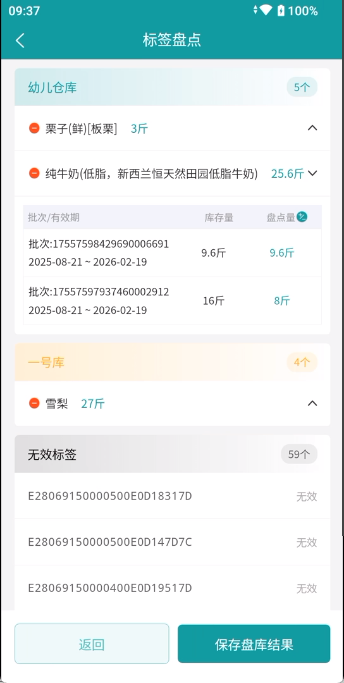 09:37
100%
标签盘点
幼儿仓库
5个
栗子(鲜)[板栗] 3斤
纯牛奶(低脂，新西兰恒天然田园低脂牛奶) 25.6斤
批次/有效期 库存量 盘点量
批次:17557598429690006691
2025-08-21 ~ 2026-02-19
9.6斤 9.6斤
批次:17557597937460002912
2025-08-21 ~ 2026-02-19
16斤 8斤
一号库 4个
雪梨 27斤
无效标签 59个
E28069150000500E0D18317D 无效
E28069150000500E0D147D7C 无效
E28069150000400E0D19517D 无效
返回 保存盘库结果